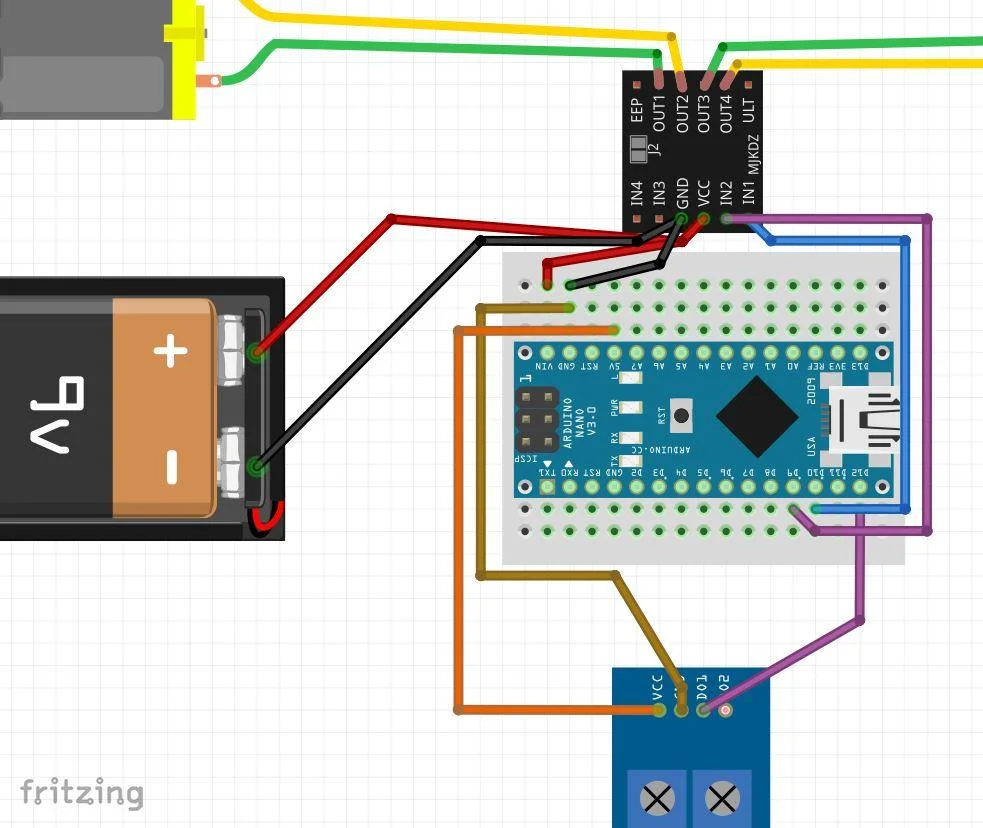 EEP OUT1 OUT2 OUT3 OUT4 ULT
J2
MJKDZ
IN4 IN3 GND VCC IN2 IN1
+
9V
-
VIN GND RST 5V A7 A6 A5 A4 A3 A2 A1 A0 REF 3V3 D13
1
L
PWR
RX
TX
ARDUINO
NANO
V3.0
RST
ARDUINO.CC
2009
USA
ICSP
TX1 RX0 RST GND D2 D3 D4 D5 D6 D7 D8 D9 D10 D11 D12
VCC
DO1
fritzing